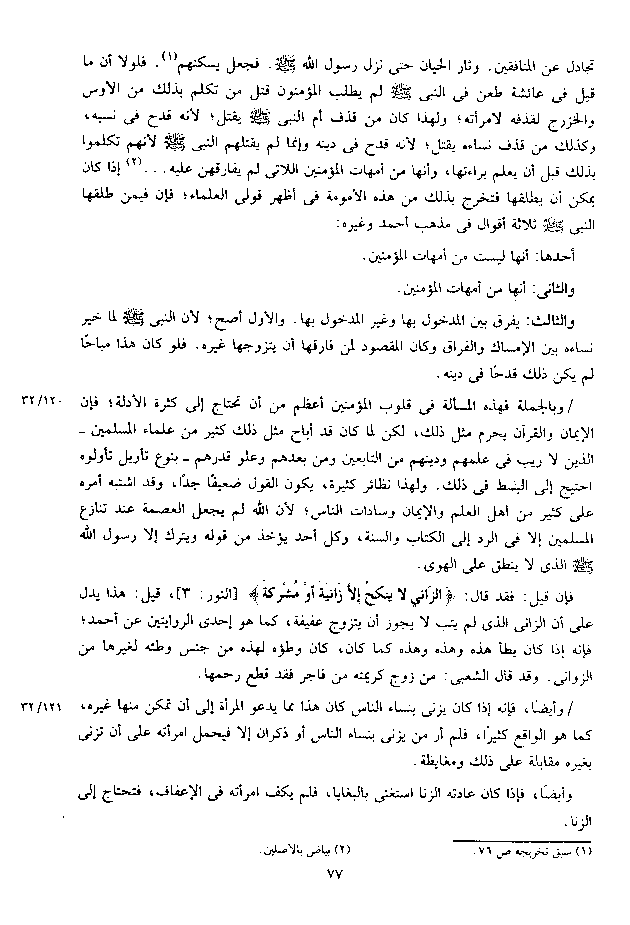 تجادل عن المنافقين. وثار الحيان حتى نزل رسول الله ﷺ. فجعل يسكنهم(١). فلولا أن ما
قيل فى عائشة طعن فى النبى ﷺ لم يطلب المؤمنون قتل من تكلم بذلك من الأوس
والخزرج لقذفه لامرأته؛ ولهذا كان من قذف أم النبى ﷺ يقتل؛ لأنه قدح فى نسبه،
وكذلك من قذف نساءه يقتل؛ لأنه قدح فى دينه وإنما لم يقتلهم النبى ﷺ لأنهم تكلموا
بذلك قبل أن يعلم براءتها، وأنها من أمهات المؤمنين اللاتى لم يفارقهن عليه . . . (٢) إذا كان
يمكن أن يطلقها فتخرج بذلك من هذه الأمومة فى أظهر قولى العلماء؛ فإن فيمن طلقها
النبى ﷺ ثلاثة أقوال فى مذهب أحمد وغيره:
أحدها: أنها ليست من أمهات المؤمنين.
والثانى: أنها من أمهات المؤمنين.
والثالث: يفرق بين المدخول بها وغير المدخول بها. والأول أصح؛ لأن النبى ﷺ لما خير
نساءه بين الإمساك والفراق وكان المقصود لمن فارقها أن يتزوجها غيره. فلو كان هذا مباحًا
لم يكن ذلك قدحًا فى دينه.
٣٢/١٢٠ / وبالجملة فهذه المسألة فى قلوب المؤمنين أعظم من أن تحتاج إلى كثرة الأدلة؛ فإن
الإيمان والقرآن يحرم مثل ذلك، لكن لما كان قد أباح مثل ذلك كثير من علماء المسلمين ـ
الذين لا ريب فى علمهم ودينهم من التابعين ومن بعدهم وعلو قدرهم ـ بنوع تأويل تأولوه
احتيج إلى البسط فى ذلك. ولهذا نظائر كثيرة، يكون القول ضعيفًا جدًا، وقد اشتبه أمره
على كثير من أهل العلم والإيمان وسادات الناس؛ لأن الله لم يجعل العصمة عند تنازع
المسلمين إلا فى الرد إلى الكتاب والسنة، وكل أحد يؤخذ من قوله ويترك إلا رسول الله
ﷺ الذى لا ينطق على الهوى.
فإن قيل: فقد قال: ﴿ الزَّانِي لا يَنكِحُ إِلاَّ زَانِيَةً أَوْ مُشْرِكَةً ﴾ [النور: ٣]، قيل: هذا يدل
على أن الزانى الذى لم يتب لا يجوز أن يتزوج عفيفة، كما هو إحدى الروايتين عن أحمد؛
فإنه إذا كان يطأ هذه وهذه وهذه كما كان، كان وطؤه لهذه من جنس وطئه لغيرها من
الزوانى. وقد قال الشعبى: من زوج كريمته من فاجر فقد قطع رحمها.
٣٢/١٢١ / وأيضًا، فإنه إذا كان يزنى بنساء الناس كان هذا مما يدعو المرأة إلى أن تمكن منها غيره،
كما هو الواقع كثيرًا، فلم أر من يزنى بنساء الناس أو ذكران إلا فيحمل امرأته على أن تزنى
بغيره مقابلة على ذلك ومغايظة.
وأيضًا، فإذا كان عادته الزنا استغنى بالبغايا، فلم يكف امرأته فى الإعفاف، فتحتاج إلى
الزنا.
(١) سبق تخريجه ص ٧٦. (٢) بياض بالأصلين.
٧٧